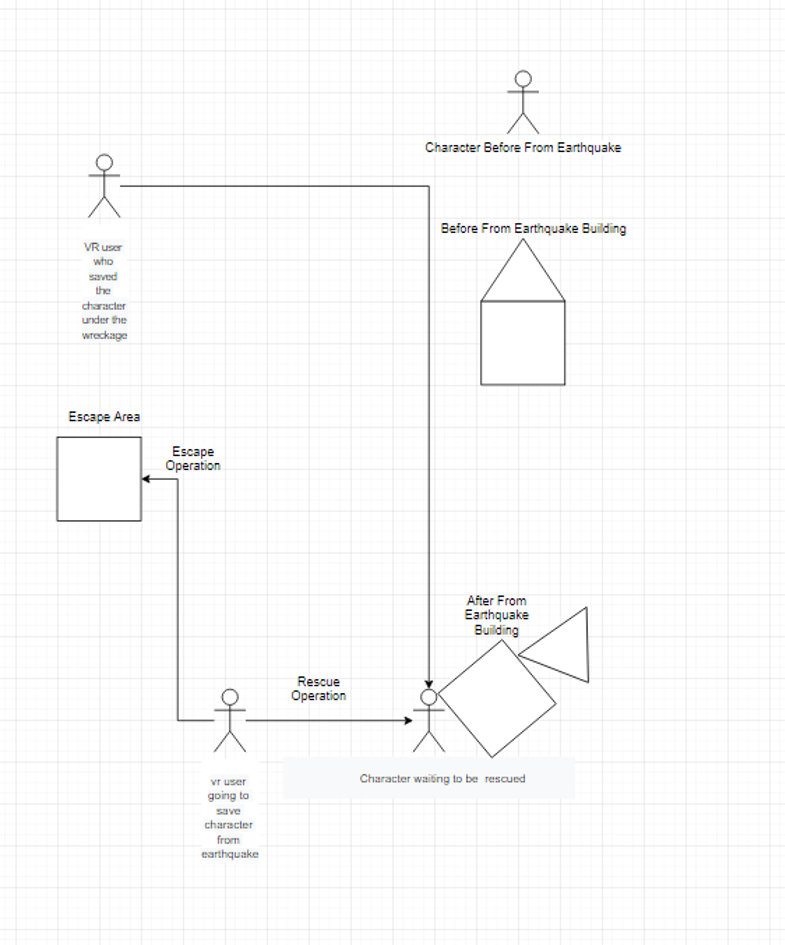 Character Before From Earthquake
VR user
who
saved
the
character
under the
wreckage
Before From Earthquake Building
Escape Area
Escape
Operation
After From
Earthquake
Building
Rescue
Operation
Character waiting to be rescued
vr user
going to
save
character
from
earthquake